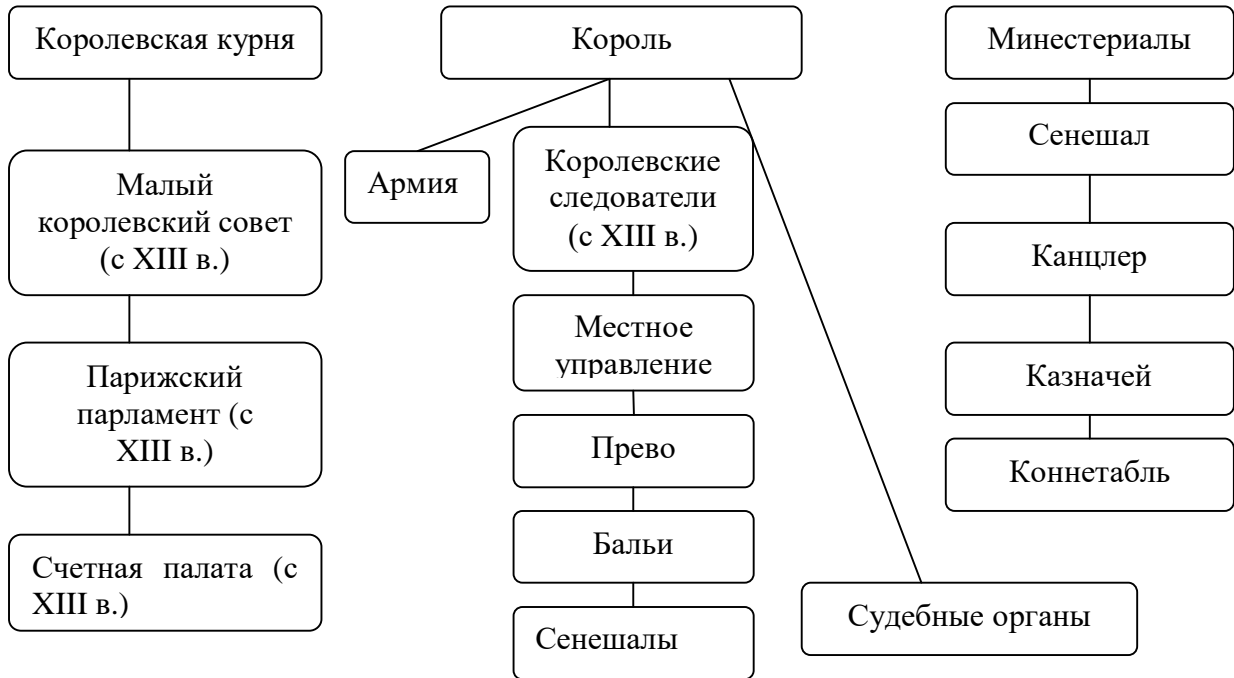 Королевская курня
Малый
королевский совет
(с XIII в.)
Парижский
парламент (с
XIII в.)
Счетная палата (с
XIII в.)
Король
Армия
Королевские
следователи
(с XIII в.)
Местное
управление
Прево
Бальи
Сенешалы
Судебные органы
Минестериалы
Сенешал
Канцлер
Казначей
Коннетабль